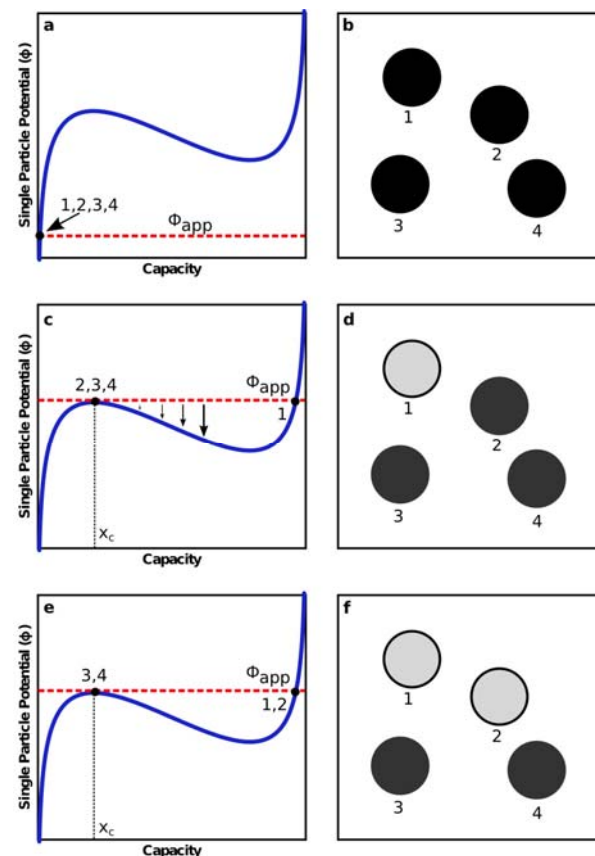 a
Single Particle Potential (ϕ)
1,2,3,4
Φapp
Capacity
b
1
2
3
4
c
Single Particle Potential (ϕ)
2,3,4
Φapp
1
xc
Capacity
d
1
2
3
4
e
Single Particle Potential (ϕ)
3,4
Φapp
1,2
xc
Capacity
f
1
2
3
4